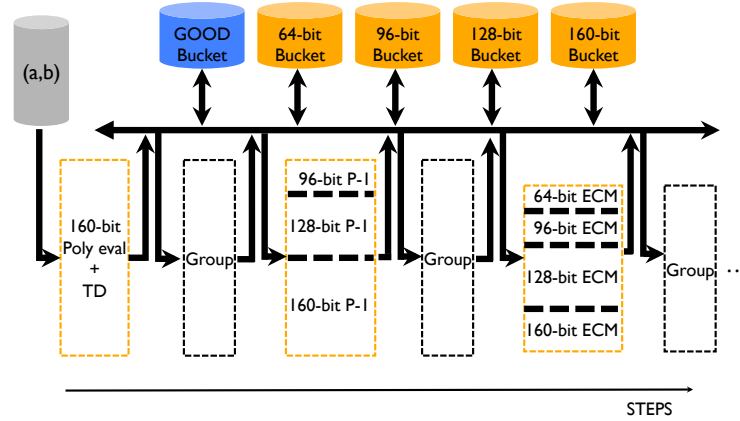 (a,b)
GOOD
Bucket
64-bit
Bucket
96-bit
Bucket
128-bit
Bucket
160-bit
Bucket
160-bit
Poly eval
+
TD
Group
96-bit P-1
128-bit P-1
160-bit P-1
Group
64-bit ECM
96-bit ECM
128-bit ECM
160-bit ECM
Group
...
STEPS